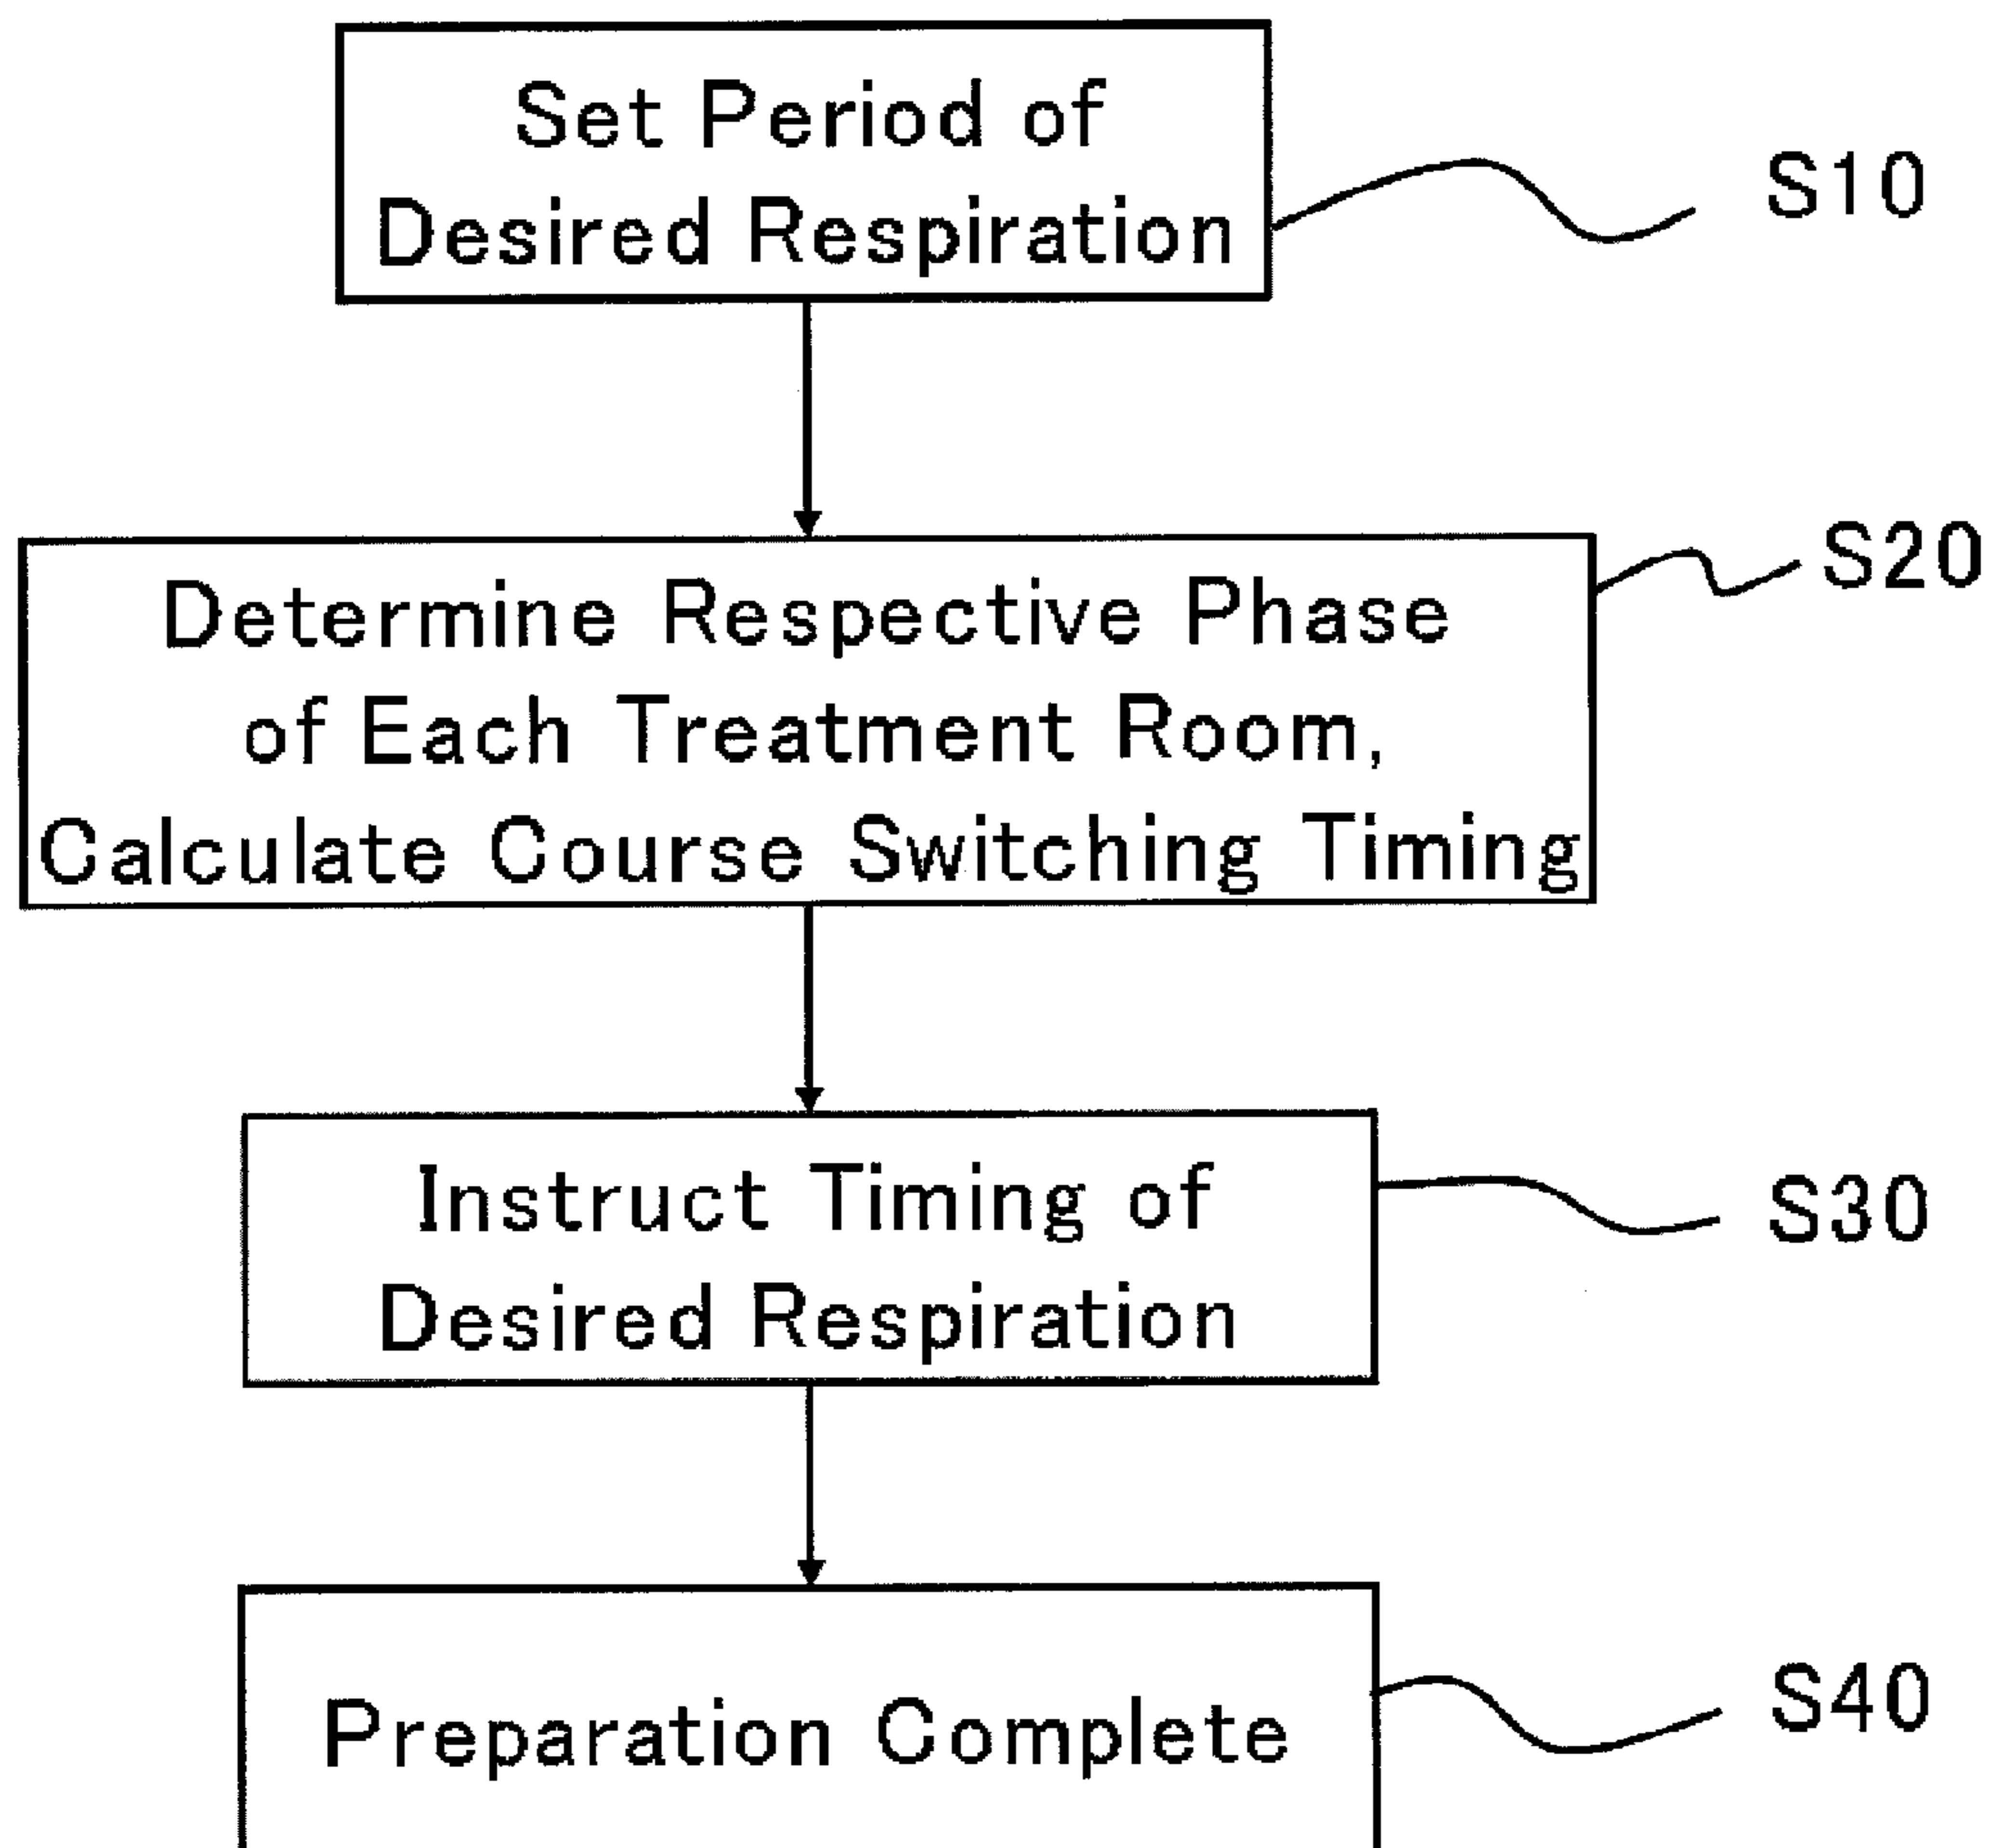 Set Period of
Desired Respiration
S10
Determine Respective Phase
of Each Treatment Room,
Calculate Course Switching Timing
S20
Instruct Timing of
Desired Respiration
S30
Preparation Complete
S40